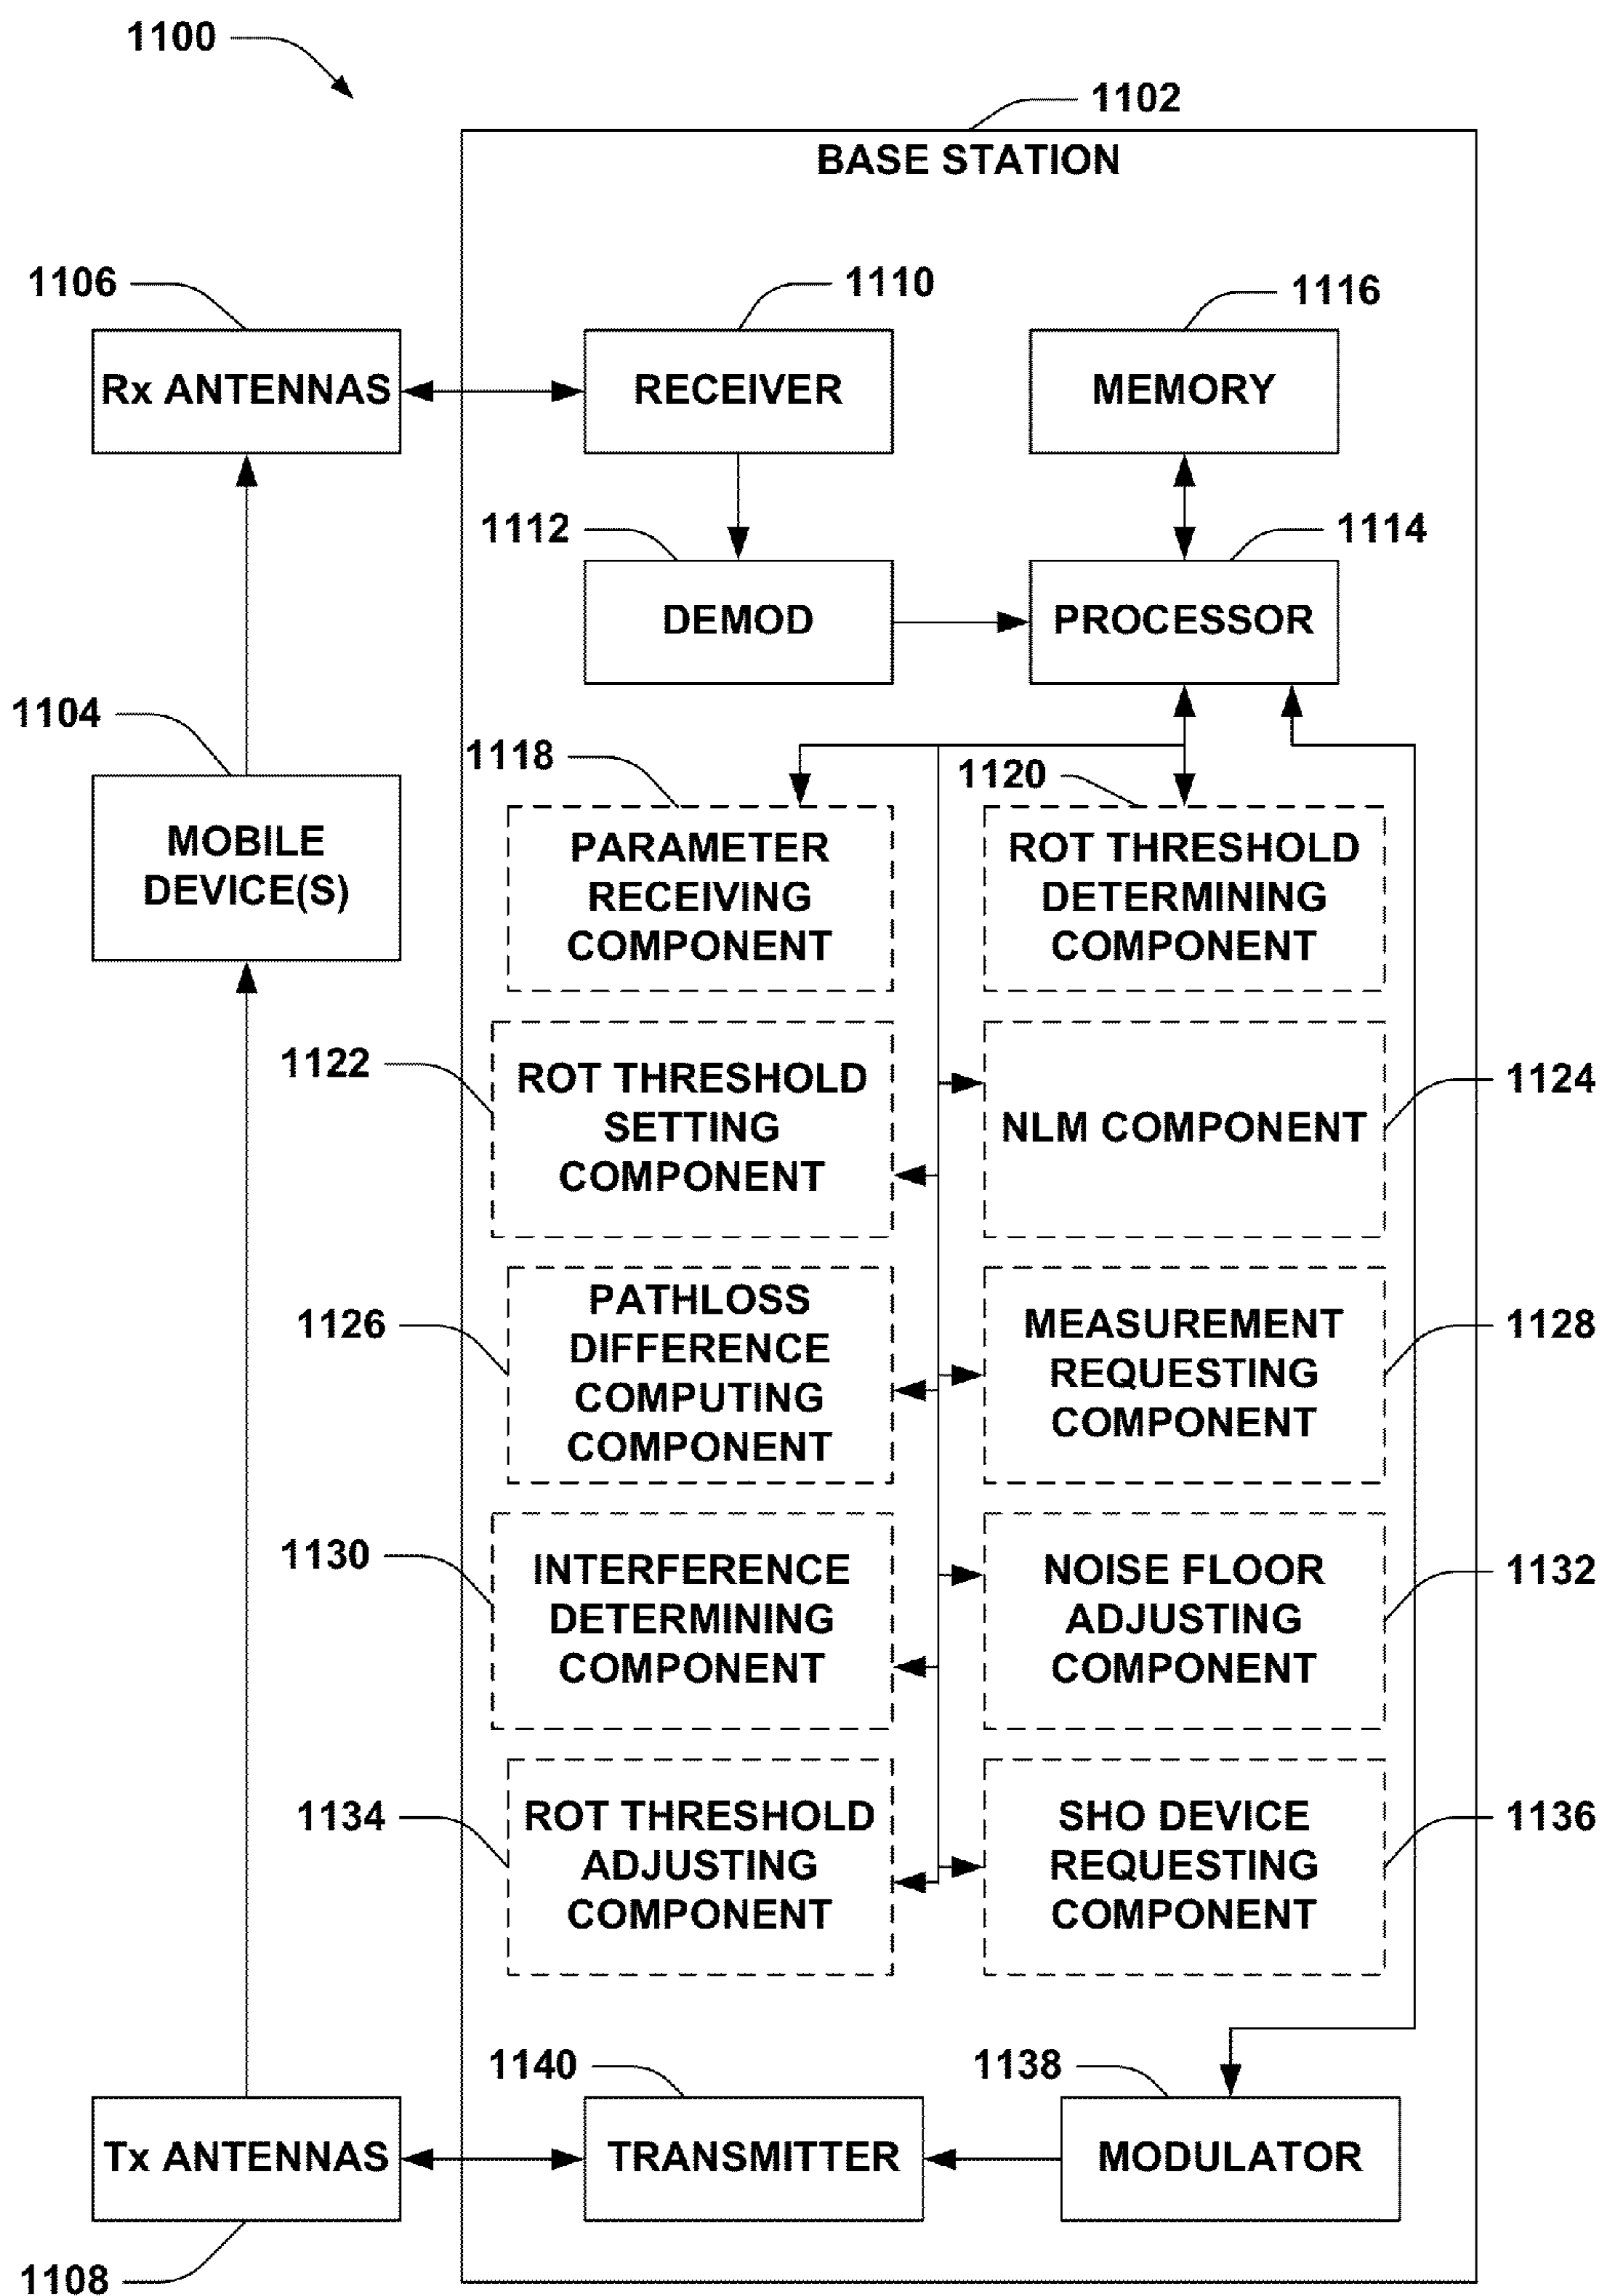 1100
1102
BASE STATION
1106
1110
1116
Rx ANTENNAS
RECEIVER
MEMORY
1112
1114
DEMOD
PROCESSOR
1104
MOBILE
DEVICE(S)
1118
1120
PARAMETER
RECEIVING
COMPONENT
ROT THRESHOLD
DETERMINING
COMPONENT
1122
ROT THRESHOLD
SETTING
COMPONENT
NLM COMPONENT
1124
1126
PATHLOSS
DIFFERENCE
COMPUTING
COMPONENT
MEASUREMENT
REQUESTING
COMPONENT
1128
1130
INTERFERENCE
DETERMINING
COMPONENT
NOISE FLOOR
ADJUSTING
COMPONENT
1132
1134
ROT THRESHOLD
ADJUSTING
COMPONENT
SHO DEVICE
REQUESTING
COMPONENT
1136
1140
1138
Tx ANTENNAS
TRANSMITTER
MODULATOR
1108